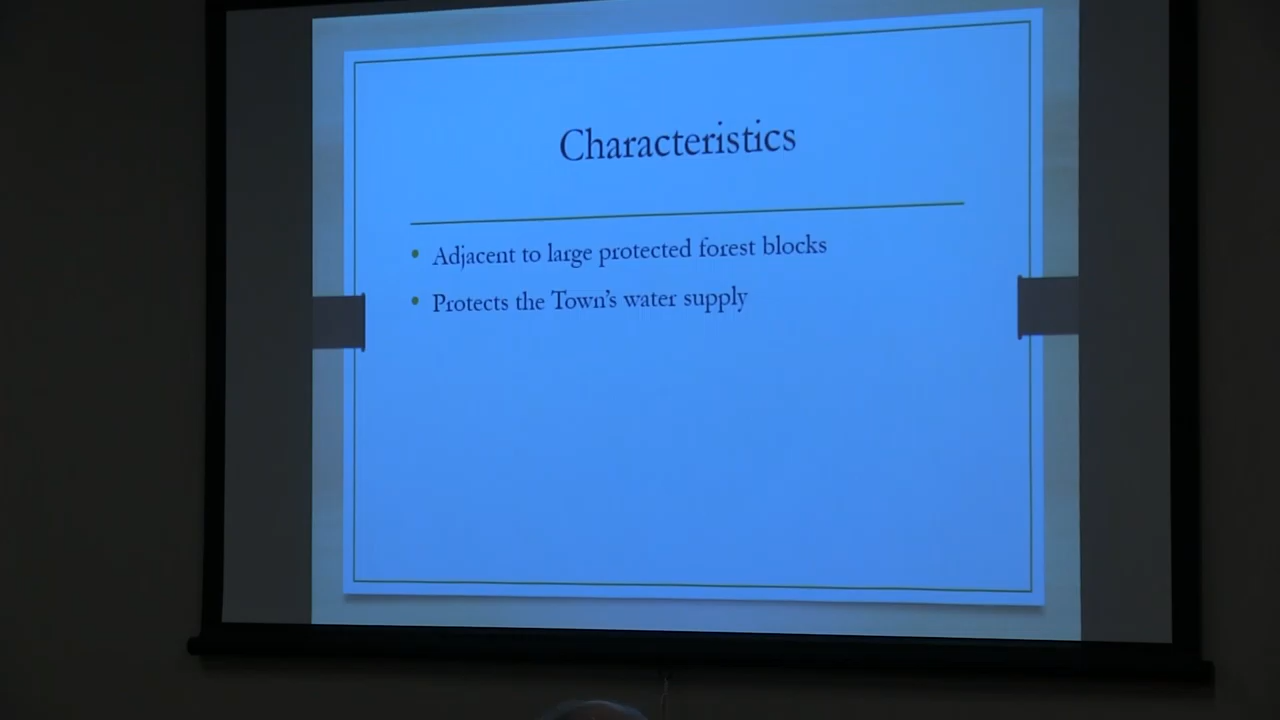 Characteristics
• Adjacent to large protected forest blocks
• Protects the Town's water supply